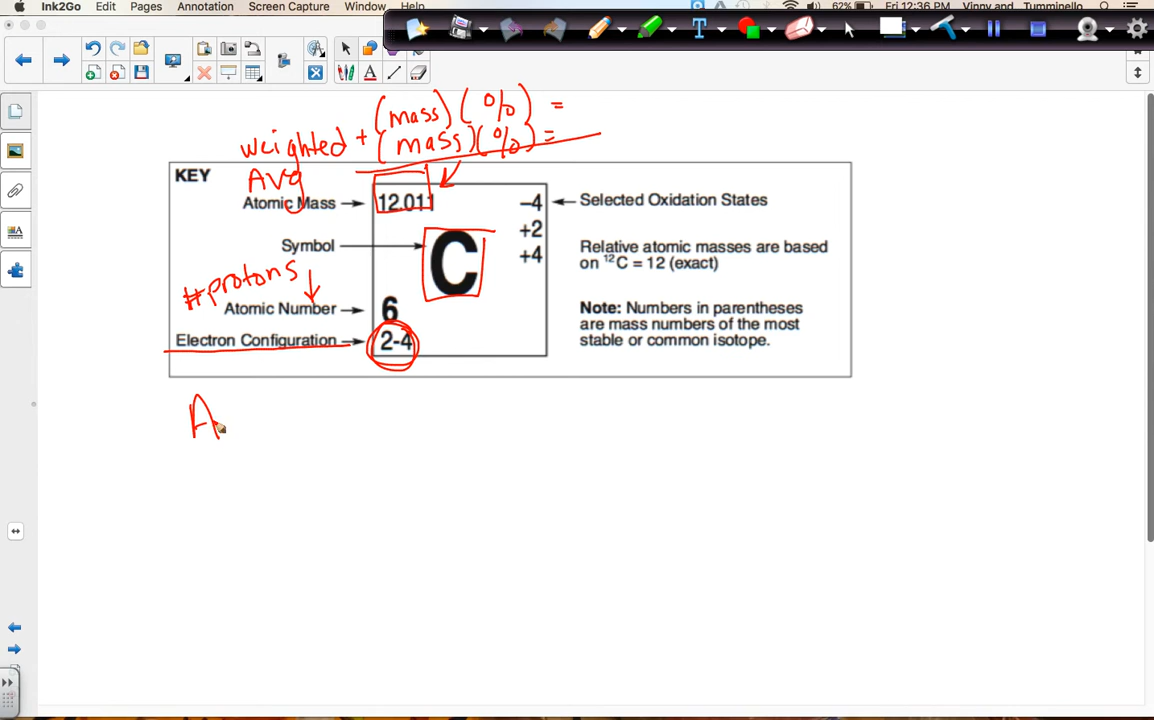 Ink2Go Edit Pages Annotation Screen Capture Window Help 62% Fri 12:36 PM Vinny and Tumminello
(mass)(%) =
weighted + (mass)(%) =
Avg
KEY
Atomic Mass 12.011 –4 Selected Oxidation States
+2
Symbol C +4 Relative atomic masses are based
on ¹²C = 12 (exact)
#protons
Atomic Number 6 Note: Numbers in parentheses
are mass numbers of the most
Electron Configuration 2-4 stable or common isotope.
A